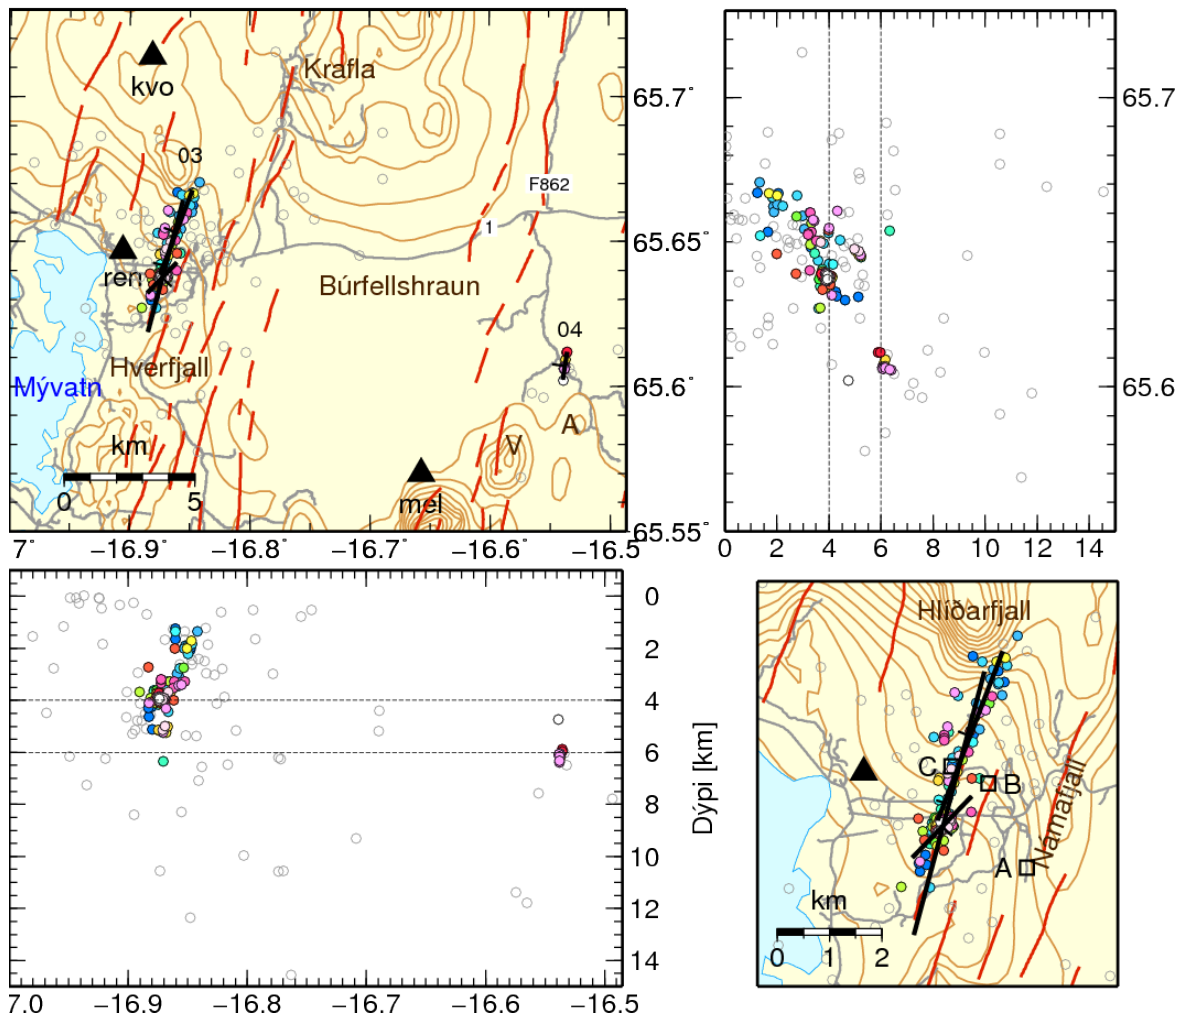 Krafla
kvo
65.7°
65.7
03
F862
1
65.65°
65.65
ren
Búrfellshraun
04
Hverfjall
Mývatn
65.6°
65.6
A
V
km
0 5
mel
65.55°
7° −16.9° −16.8° −16.7° −16.6° −16.5
0 2 4 6 8 10 12 14
0
2
4
6
8
10
12
14
Dýpi [km]
7.0 −16.9 −16.8 −16.7 −16.6 −16.5
Hlíðarfjall
C
B
Námafjall
A
km
0 1 2